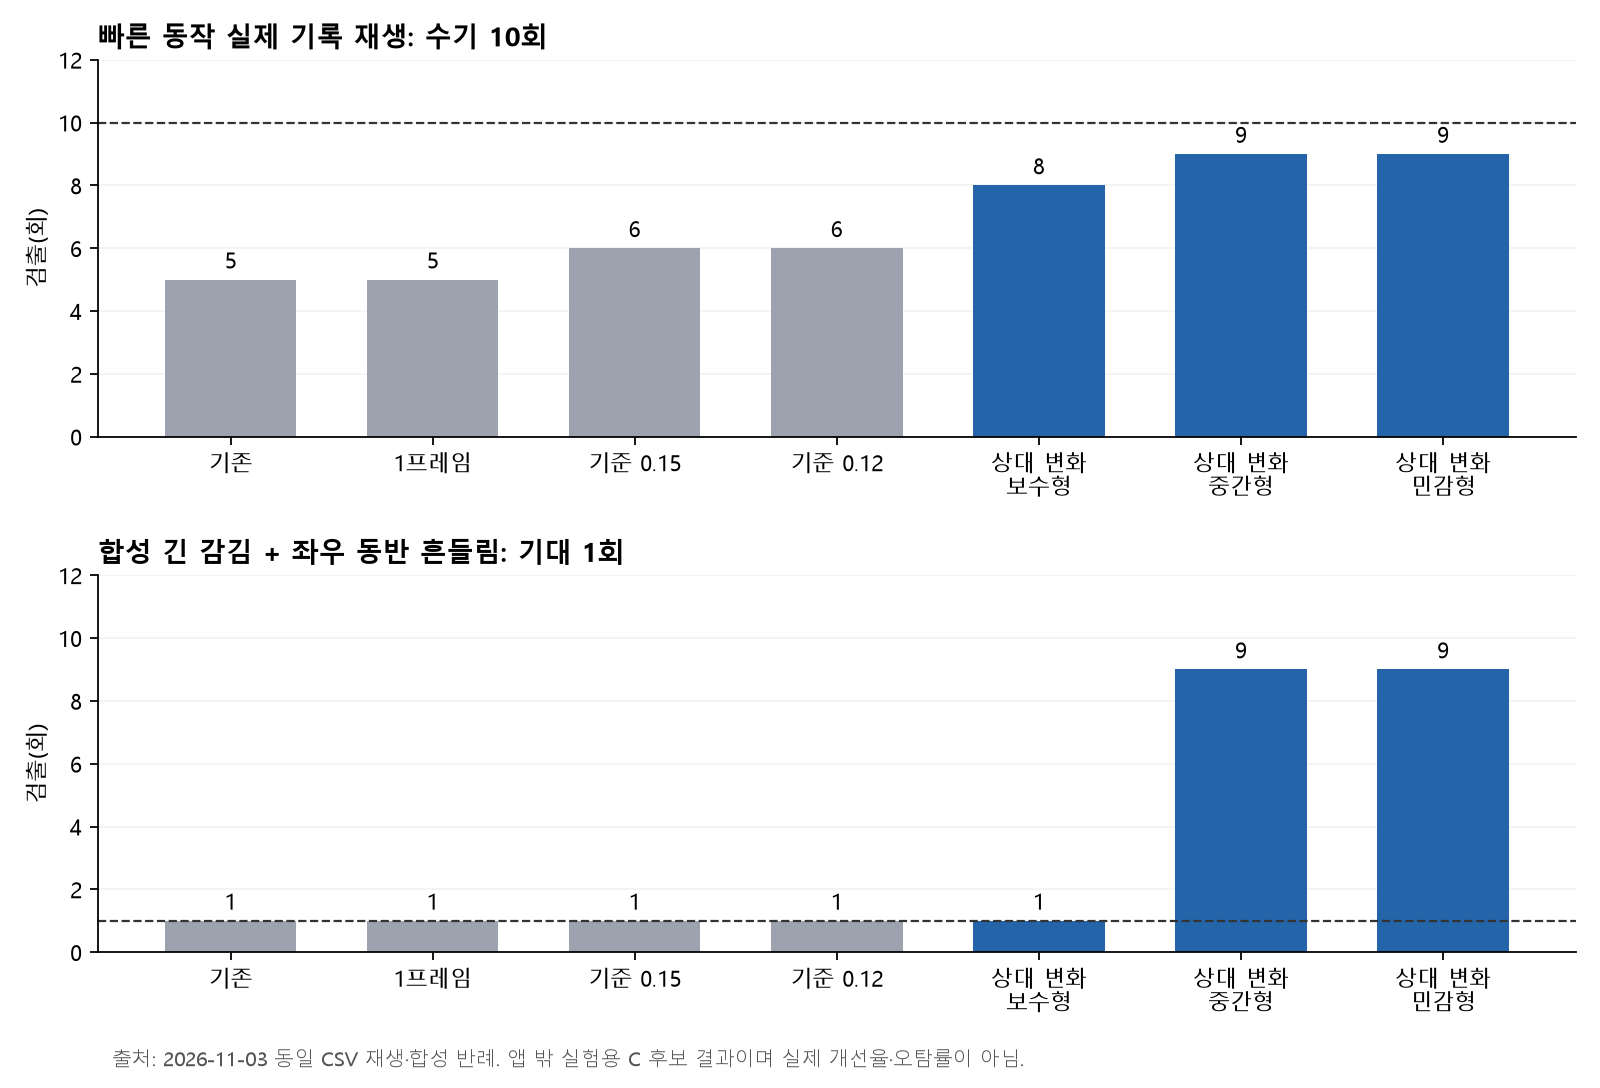 빠른 동작 실제 기록 재생: 수기 10회
검출(회)
12
10
8
6
4
2
0
5
5
6
6
8
9
9
기존
1프레임
기준 0.15
기준 0.12
상대 변화
보수형
상대 변화
중간형
상대 변화
민감형
합성 긴 감김 + 좌우 동반 흔들림: 기대 1회
검출(회)
12
10
8
6
4
2
0
1
1
1
1
1
9
9
기존
1프레임
기준 0.15
기준 0.12
상대 변화
보수형
상대 변화
중간형
상대 변화
민감형
출처: 2026-11-03 동일 CSV 재생·합성 반례. 앱 밖 실험용 C 후보 결과이며 실제 개선율·오탐률이 아님.